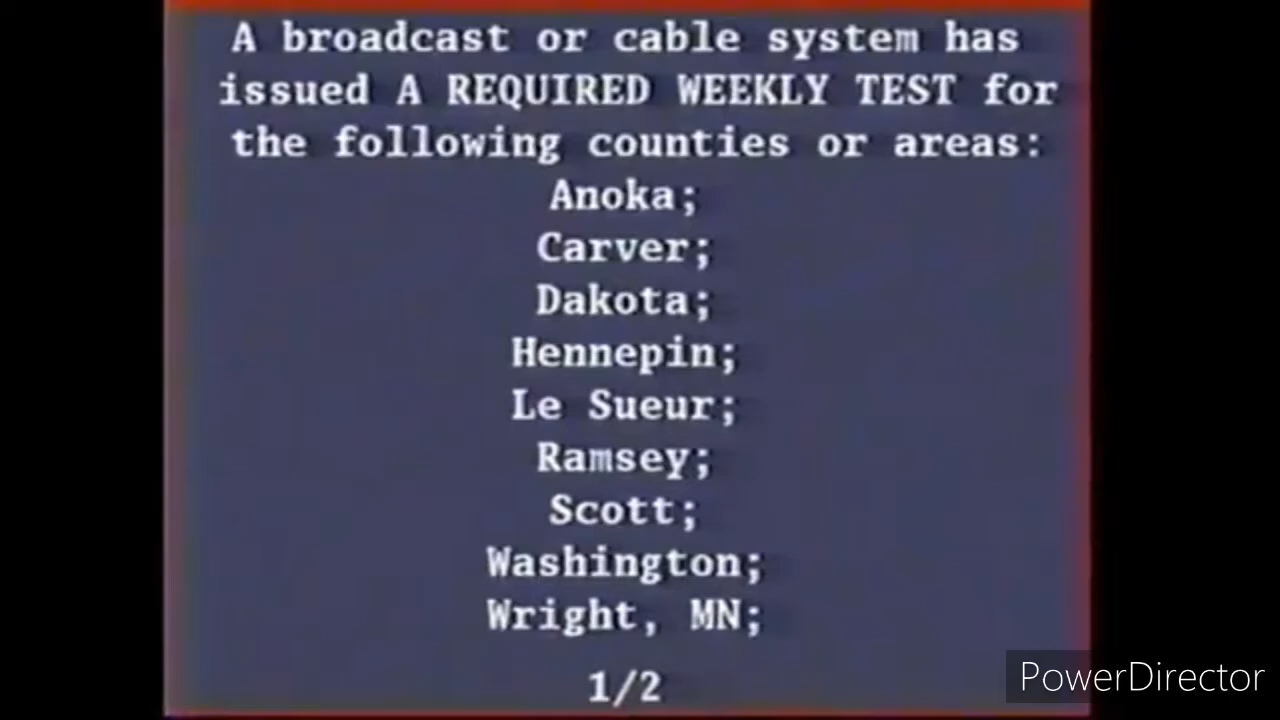 A broadcast or cable system has
issued A REQUIRED WEEKLY TEST for
the following counties or areas:
Anoka;
Carver;
Dakota;
Hennepin;
Le Sueur;
Ramsey;
Scott;
Washington;
Wright, MN;
1/2
PowerDirector